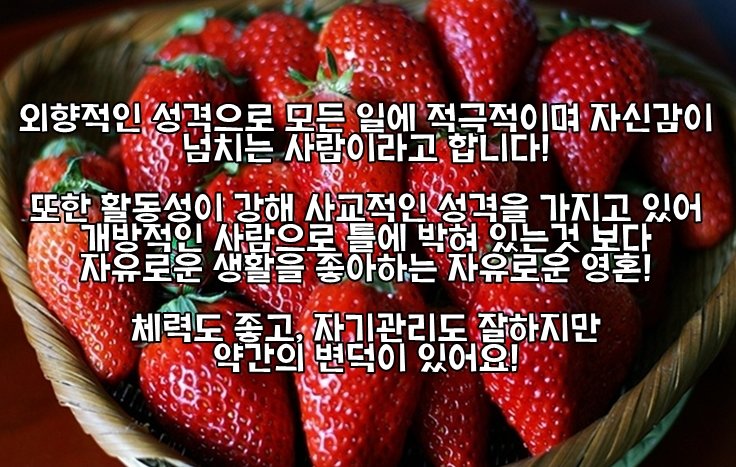 외향적인 성격으로 모든 일에 적극적이며 자신감이
넘치는 사람이라고 합니다!
또한 활동성이 강해 사교적인 성격을 가지고 있어
개방적인 사람으로 틀에 박혀 있는것 보다
자유로운 생활을 좋아하는 자유로운 영혼!
체력도 좋고, 자기관리도 잘하지만
약간의 변덕이 있어요!